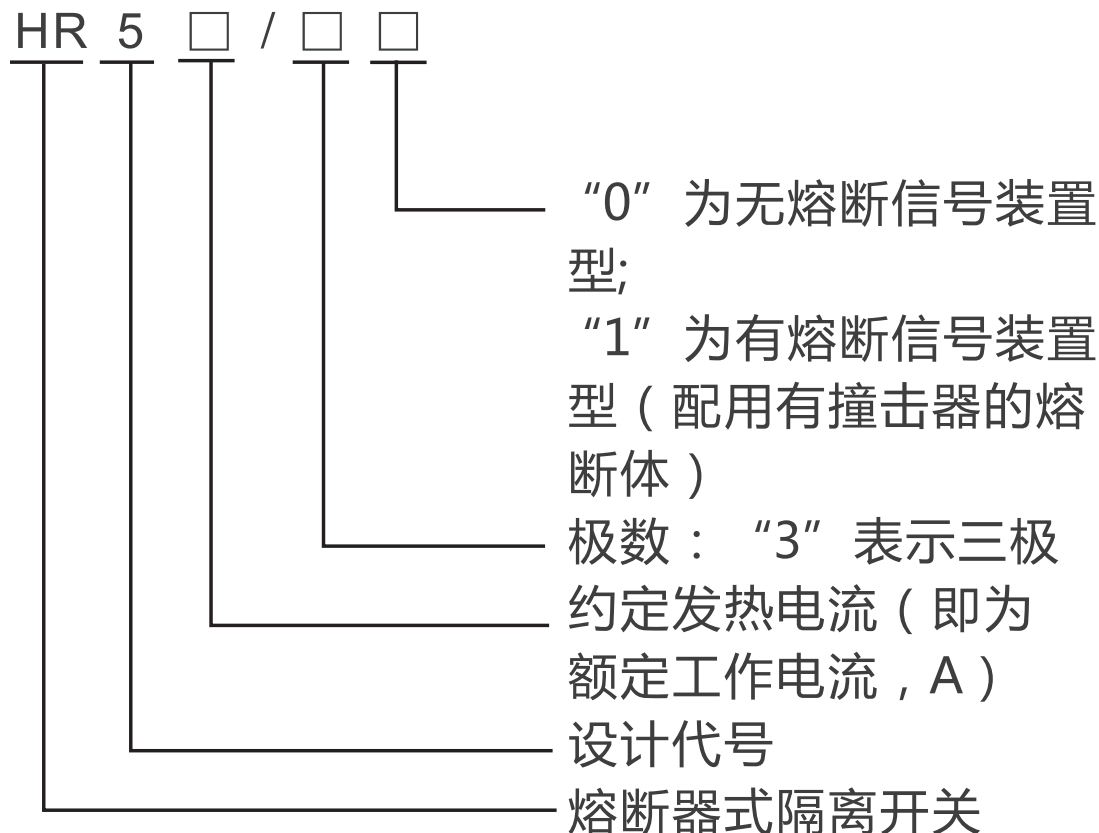 HR 5 □ / □ □
“0”为无熔断信号装置
型;
“1”为有熔断信号装置
型（配用有撞击器的熔
断体）
极数：“3”表示三极
约定发热电流（即为
额定工作电流，A）
设计代号
熔断器式隔离开关